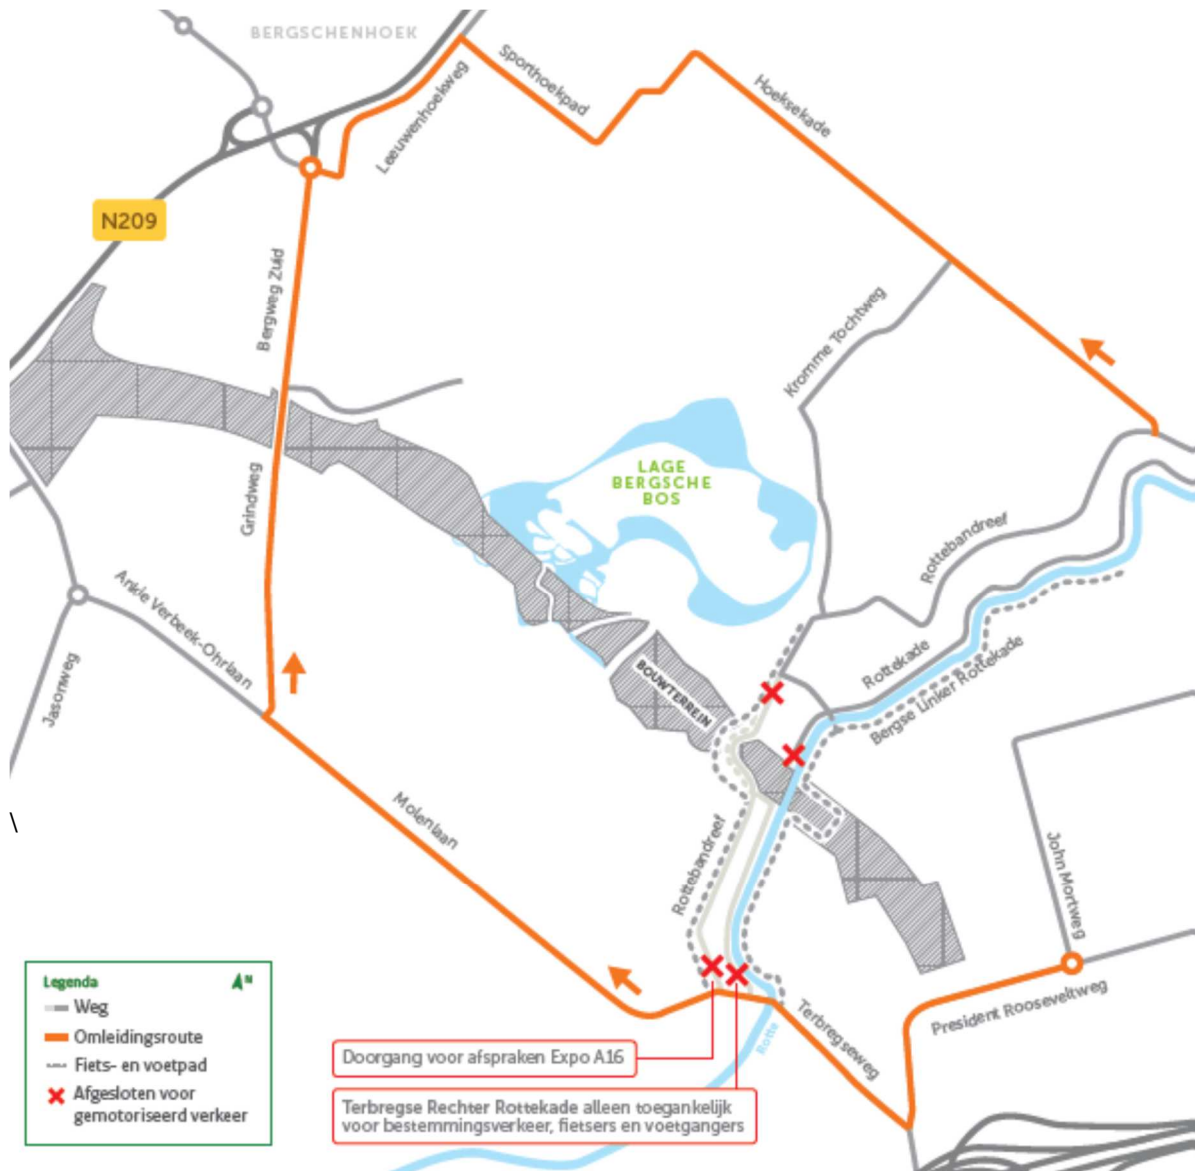 BERGSCHENHOEK
Sporthoekpad
Leeuwenhoekweg
Hoeksekade
N209
Bergweg Zuid
Kromme Tochtweg
LAGE
BERGSCHE
BOS
Grindweg
Rottebandreef
Ankie Verbeek-Ohrlaan
Rottekade
Bergse Linker Rottekade
Jasonweg
BOUWTERREIN
\
Molenlaan
Rottebandreef
John Mortweg
Legenda
N
Weg
Omleidingsroute
Fiets- en voetpad
Afgesloten voor
gemotoriseerd verkeer
President Rooseveltweg
Terbregseweg
Rotte
Doorgang voor afspraken Expo A16
Terbregse Rechter Rottekade alleen toegankelijk
voor bestemmingsverkeer, fietsers en voetgangers